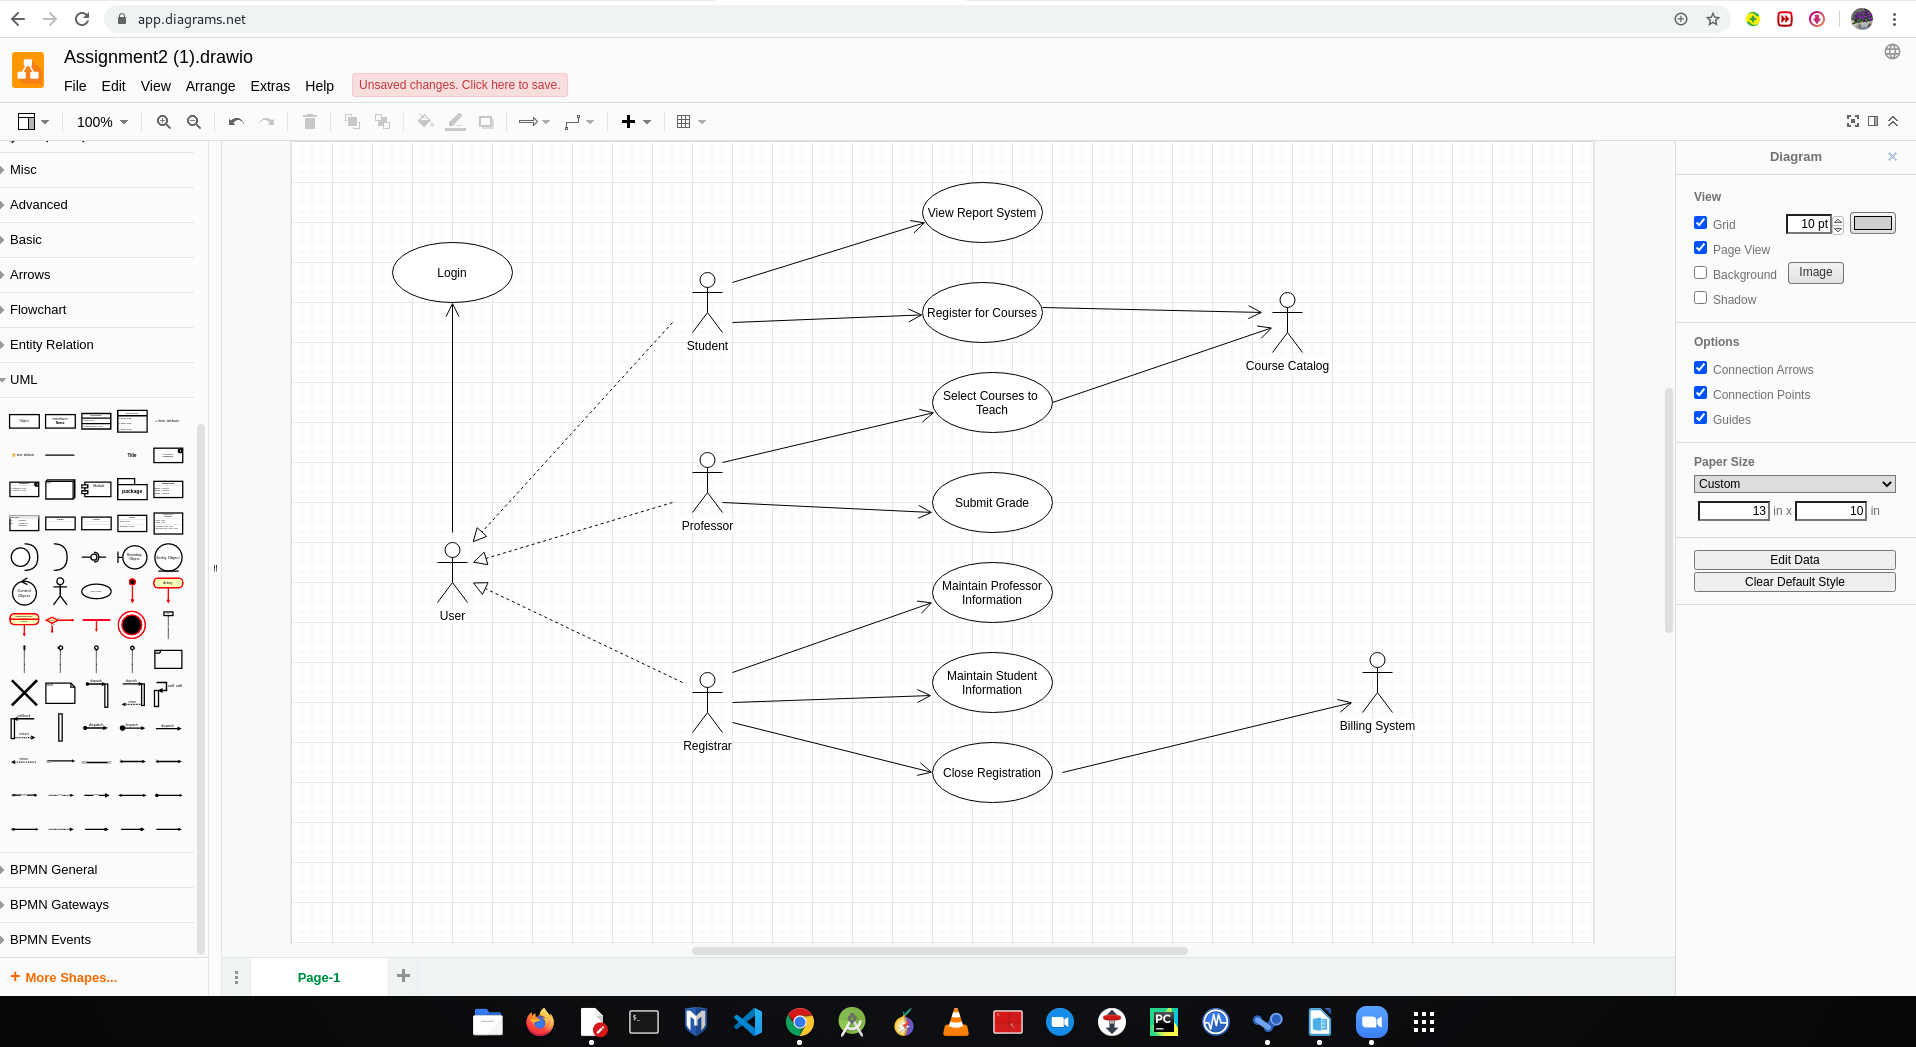 app.diagrams.net
Assignment2 (1).drawio
File Edit View Arrange Extras Help
Unsaved changes. Click here to save.
100%
Misc
Advanced
Basic
Arrows
Flowchart
Entity Relation
UML
Title
package
BPMN General
BPMN Gateways
BPMN Events
+ More Shapes...
View Report System
Login
Register for Courses
Student
Course Catalog
Select Courses to
Teach
Professor
Submit Grade
User
Maintain Professor
Information
Maintain Student
Information
Registrar
Billing System
Close Registration
Page-1
Diagram
View
Grid
10 pt
Page View
Background
Image
Shadow
Options
Connection Arrows
Connection Points
Guides
Paper Size
Custom
13 in x 10 in
Edit Data
Clear Default Style
PC